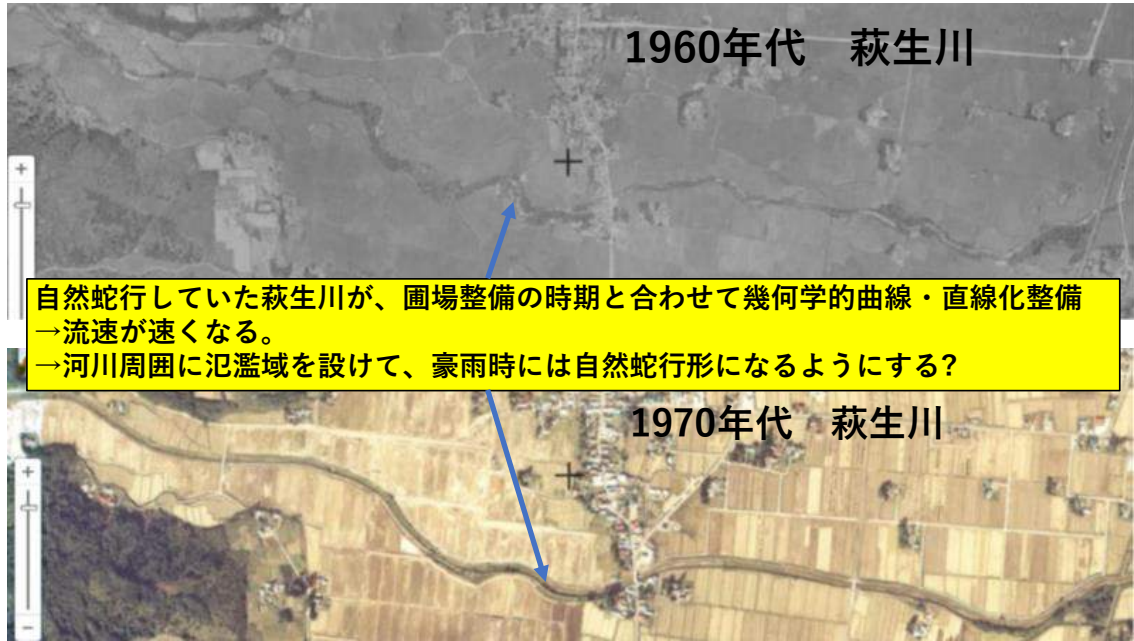 1960年代　萩生川
自然蛇行していた萩生川が、圃場整備の時期と合わせて幾何学的曲線・直線化整備
→流速が速くなる。
→河川周囲に氾濫域を設けて、豪雨時には自然蛇行形になるようにする?
1970年代　萩生川